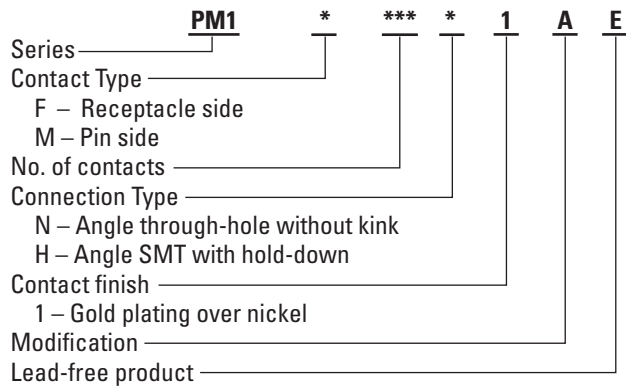 PM1 * *** * 1 A E
Series
Contact Type
F – Receptacle side
M – Pin side
No. of contacts
Connection Type
N – Angle through-hole without kink
H – Angle SMT with hold-down
Contact finish
1 – Gold plating over nickel
Modification
Lead-free product